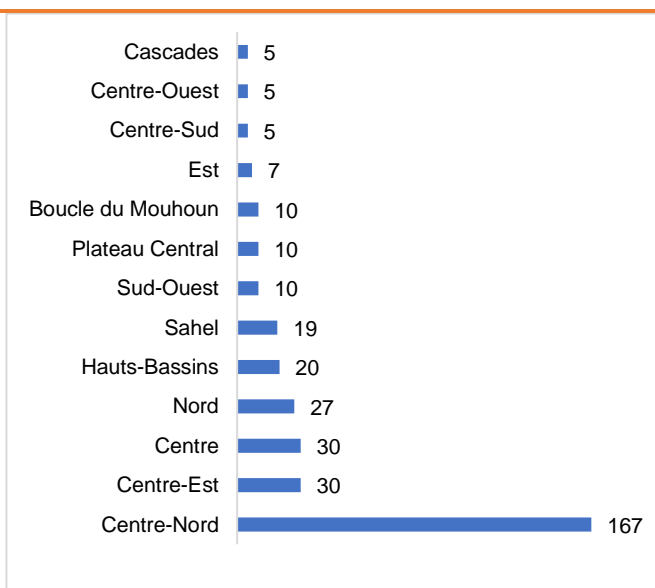 Cascades 5
Centre-Ouest 5
Centre-Sud 5
Est 7
Boucle du Mouhoun 10
Plateau Central 10
Sud-Ouest 10
Sahel 19
Hauts-Bassins 20
Nord 27
Centre 30
Centre-Est 30
Centre-Nord 167